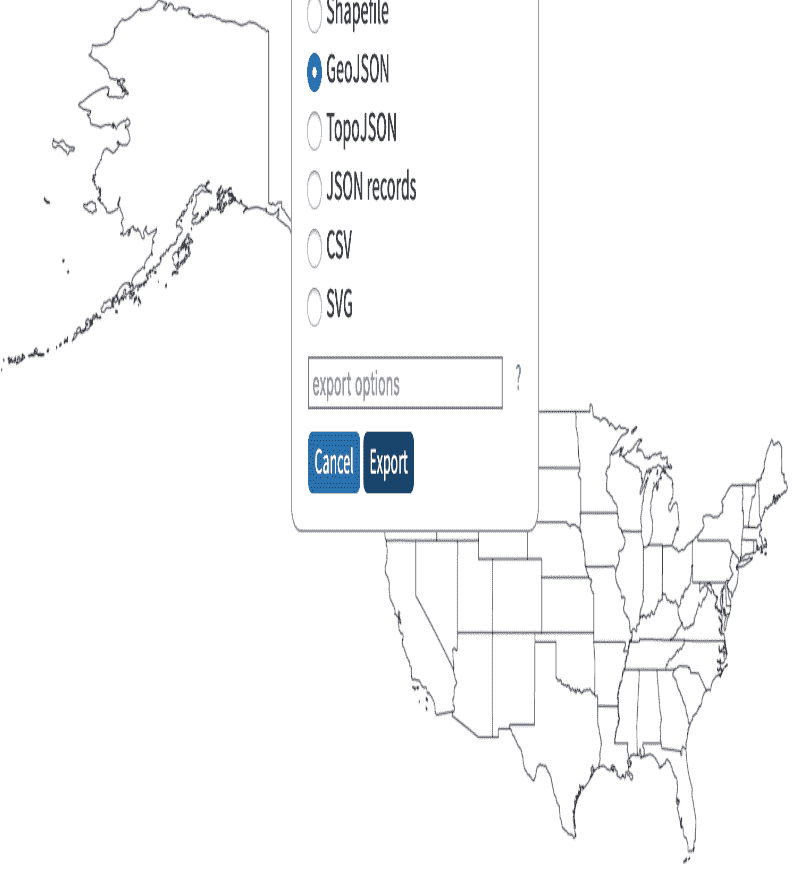 Shapefile
GeoJSON
TopoJSON
JSON records
CSV
SVG
export options ?
Cancel Export